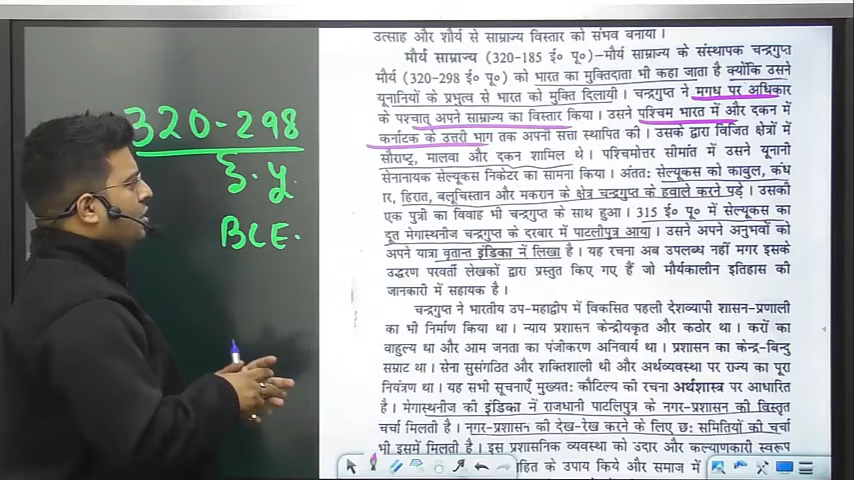 320-298
ई.पू.
BCE.
उत्साह और शौर्य से साम्राज्य विस्तार को संभव बनाया।
मौर्य साम्राज्य (320-185 ई० पू०)–मौर्य साम्राज्य के संस्थापक चन्द्रगुप्त
मौर्य (320-298 ई० पू०) को भारत का मुक्तिदाता भी कहा जाता है क्योंकि उसने
यूनानियों के प्रभुत्व से भारत को मुक्ति दिलायी। चन्द्रगुप्त ने मगध पर अधिकार
के पश्चात् अपने साम्राज्य का विस्तार किया। उसने पश्चिम भारत में और दकन में
कर्नाटक के उत्तरी भाग तक अपनी सत्ता स्थापित की। उसके द्वारा विजित क्षेत्रों में
सौराष्ट्र, मालवा और दकन शामिल थे। पश्चिमोत्तर सीमांत में उसने यूनानी
सेनानायक सेल्यूकस निकेटर का सामना किया। अंततः सेल्यूकस को काबुल, कंध
ार, हिरात, बलूचिस्तान और मकरान के क्षेत्र चन्द्रगुप्त के हवाले करने पड़े। उसकी
एक पुत्री का विवाह भी चन्द्रगुप्त के साथ हुआ। 315 ई० पू० में सेल्यूकस का
दूत मेगास्थनीज चन्द्रगुप्त के दरबार में पाटलीपुत्र आया। उसने अपने अनुभवों को
अपने यात्रा वृतान्त इंडिका में लिखा है। यह रचना अब उपलब्ध नहीं मगर इसके
उद्धरण परवर्ती लेखकों द्वारा प्रस्तुत किए गए हैं जो मौर्यकालीन इतिहास की
जानकारी में सहायक है।
चन्द्रगुप्त ने भारतीय उप-महाद्वीप में विकसित पहली देशव्यापी शासन-प्रणाली
का भी निर्माण किया था। न्याय प्रशासन केन्द्रीयकृत और कठोर था। करों का
बाहुल्य था और आम जनता का पंजीकरण अनिवार्य था। प्रशासन का केन्द्र-बिन्दु
सम्राट था। सेना सुसंगठित और शक्तिशाली थी और अर्थव्यवस्था पर राज्य का पूरा
नियंत्रण था। यह सभी सूचनाएँ मुख्यतः कौटिल्य की रचना अर्थशास्त्र पर आधारित
है। मेगास्थनीज की इंडिका में राजधानी पाटलिपुत्र के नगर-प्रशासन की विस्तृत
चर्चा मिलती है। नगर-प्रशासन की देख-रेख करने के लिए छः समितियों की चर्चा
भी इसमें मिलती है। इस प्रशासनिक व्यवस्था को उदार और कल्याणकारी स्वरूप
हित के उपाय किये और समाज में